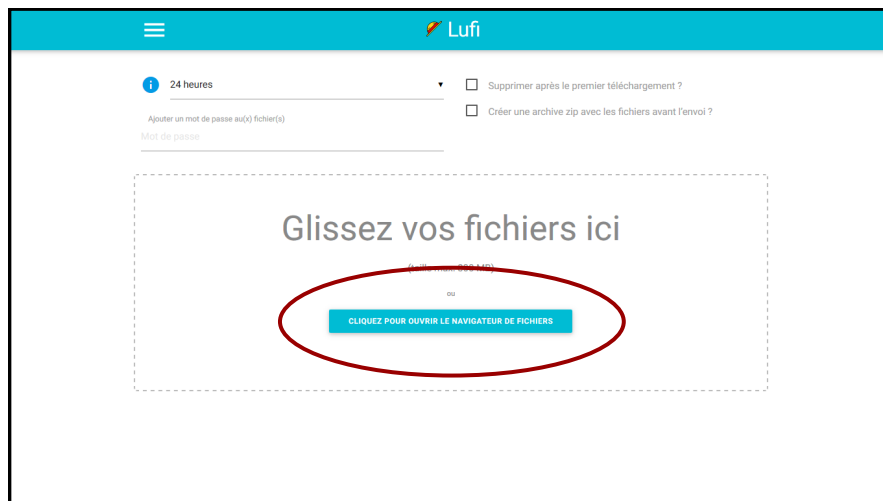 Lufi
24 heures
Supprimer après le premier téléchargement ?
Créer une archive zip avec les fichiers avant l'envoi ?
Ajouter un mot de passe au(x) fichier(s)
Mot de passe
Glissez vos fichiers ici
ou
CLIQUEZ POUR OUVRIR LE NAVIGATEUR DE FICHIERS